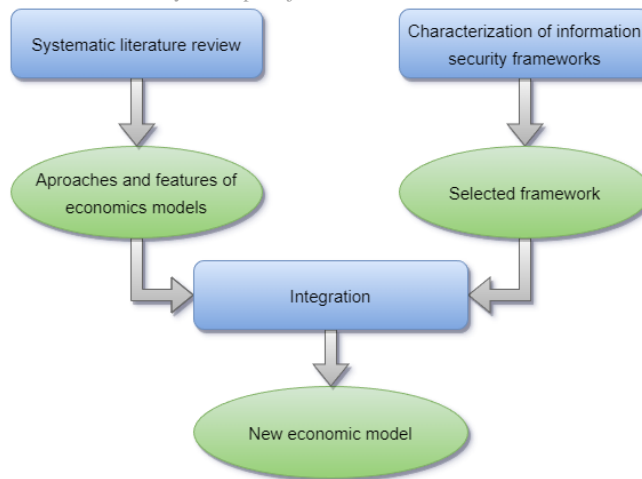 Systematic literature review
Characterization of information
security frameworks
Aproaches and features of
economics models
Selected framework
Integration
New economic model